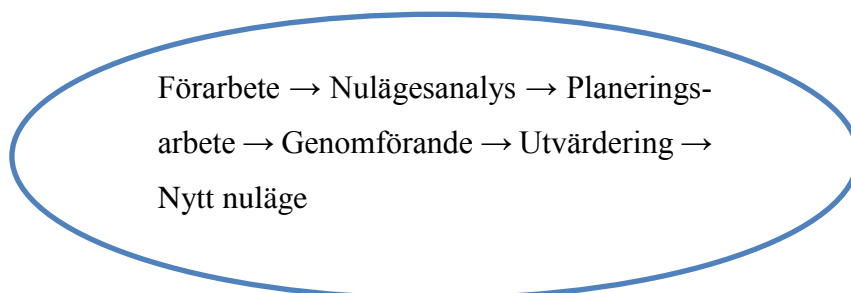 Förarbete → Nulägesanalys → Planerings-
arbete → Genomförande → Utvärdering →
Nytt nuläge